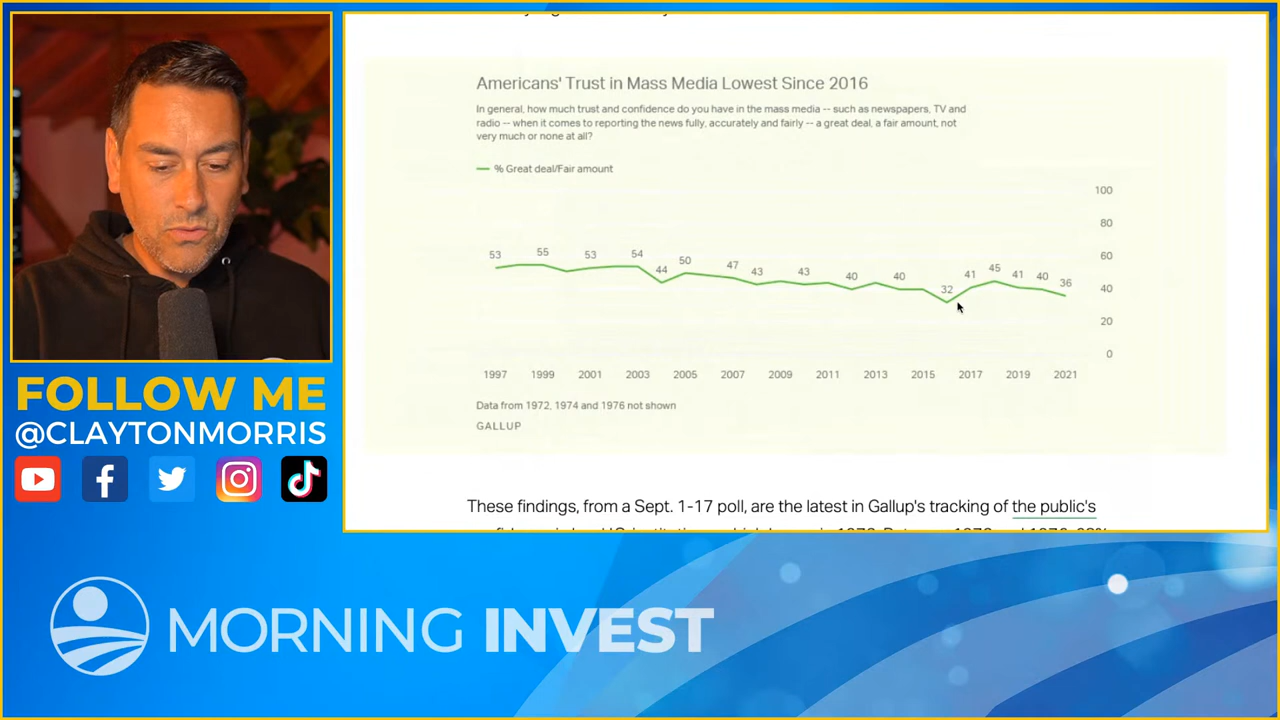 Americans' Trust in Mass Media Lowest Since 2016
In general, how much trust and confidence do you have in the mass media -- such as newspapers, TV and
radio -- when it comes to reporting the news fully, accurately and fairly -- a great deal, a fair amount, not
very much or none at all?
% Great deal/Fair amount
100
80
60
40
20
0
53 55 53 54 44 50 47 43 43 40 40 32 41 45 41 40 36
1997 1999 2001 2003 2005 2007 2009 2011 2013 2015 2017 2019 2021
Data from 1972, 1974 and 1976 not shown
GALLUP
These findings, from a Sept. 1-17 poll, are the latest in Gallup's tracking of the public's
FOLLOW ME
@CLAYTONMORRIS
MORNING INVEST